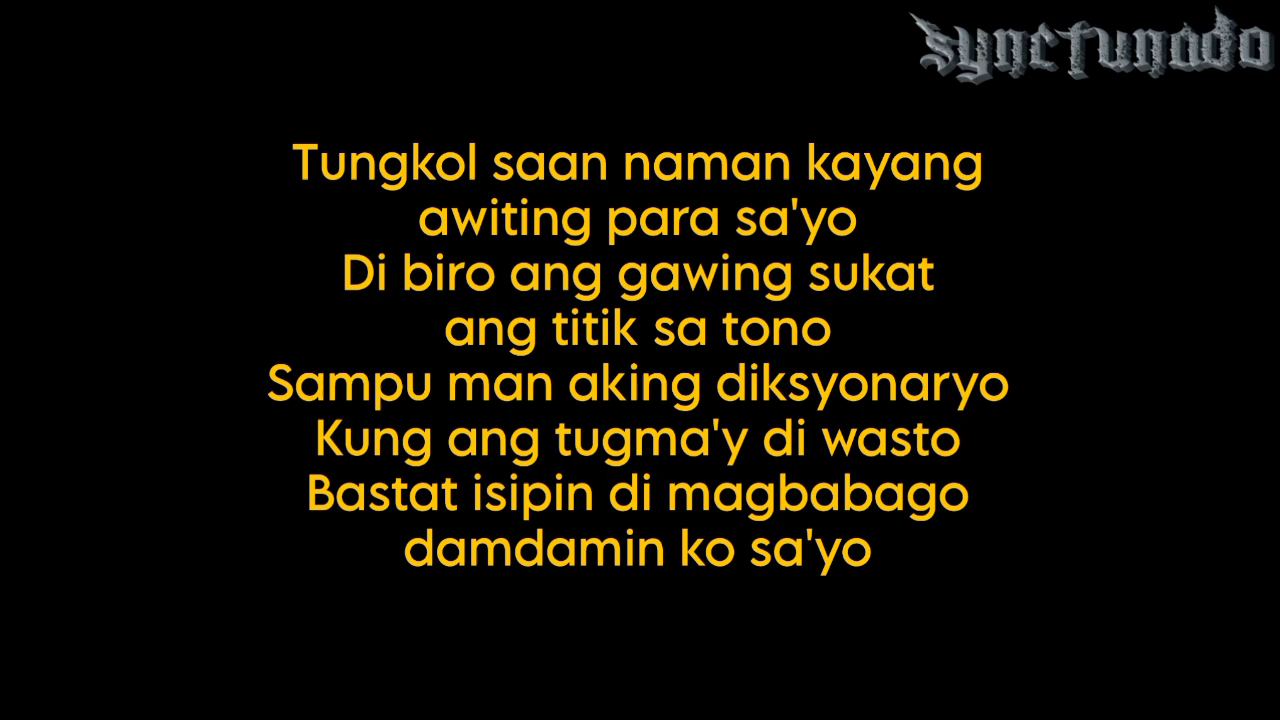 synctunado
Tungkol saan naman kayang
awiting para sa'yo
Di biro ang gawing sukat
ang titik sa tono
Sampu man aking diksyonaryo
Kung ang tugma'y di wasto
Bastat isipin di magbabago
damdamin ko sa'yo